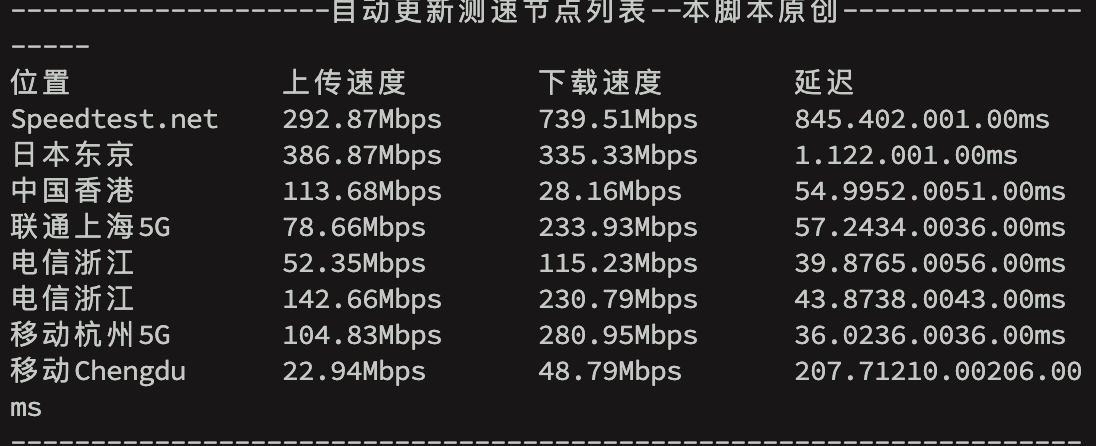 --------------------自动更新测速节点列表--本脚本原创---------------
-----
位置 上传速度 下载速度 延迟
Speedtest.net 292.87Mbps 739.51Mbps 845.402.001.00ms
日本东京 386.87Mbps 335.33Mbps 1.122.001.00ms
中国香港 113.68Mbps 28.16Mbps 54.9952.0051.00ms
联通上海5G 78.66Mbps 233.93Mbps 57.2434.0036.00ms
电信浙江 52.35Mbps 115.23Mbps 39.8765.0056.00ms
电信浙江 142.66Mbps 230.79Mbps 43.8738.0043.00ms
移动杭州5G 104.83Mbps 280.95Mbps 36.0236.0036.00ms
移动Chengdu 22.94Mbps 48.79Mbps 207.71210.00206.00
ms
-------------------------------------------------------------------